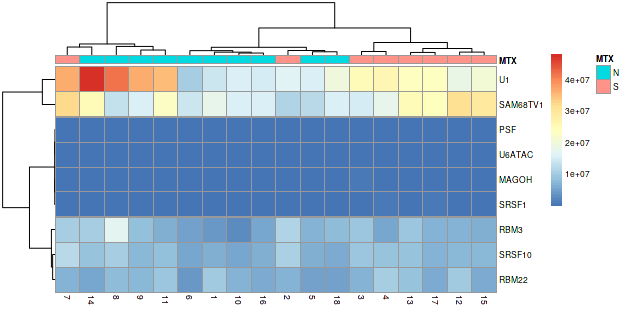 MTX
U1
SAM68TV1
PSF
U6ATAC
MAGOH
SRSF1
RBM3
SRSF10
RBM22
7 14 8 9 11 6 1 10 16 2 5 18 3 4 13 17 12 15
4e+07
3e+07
2e+07
1e+07
MTX
N
S